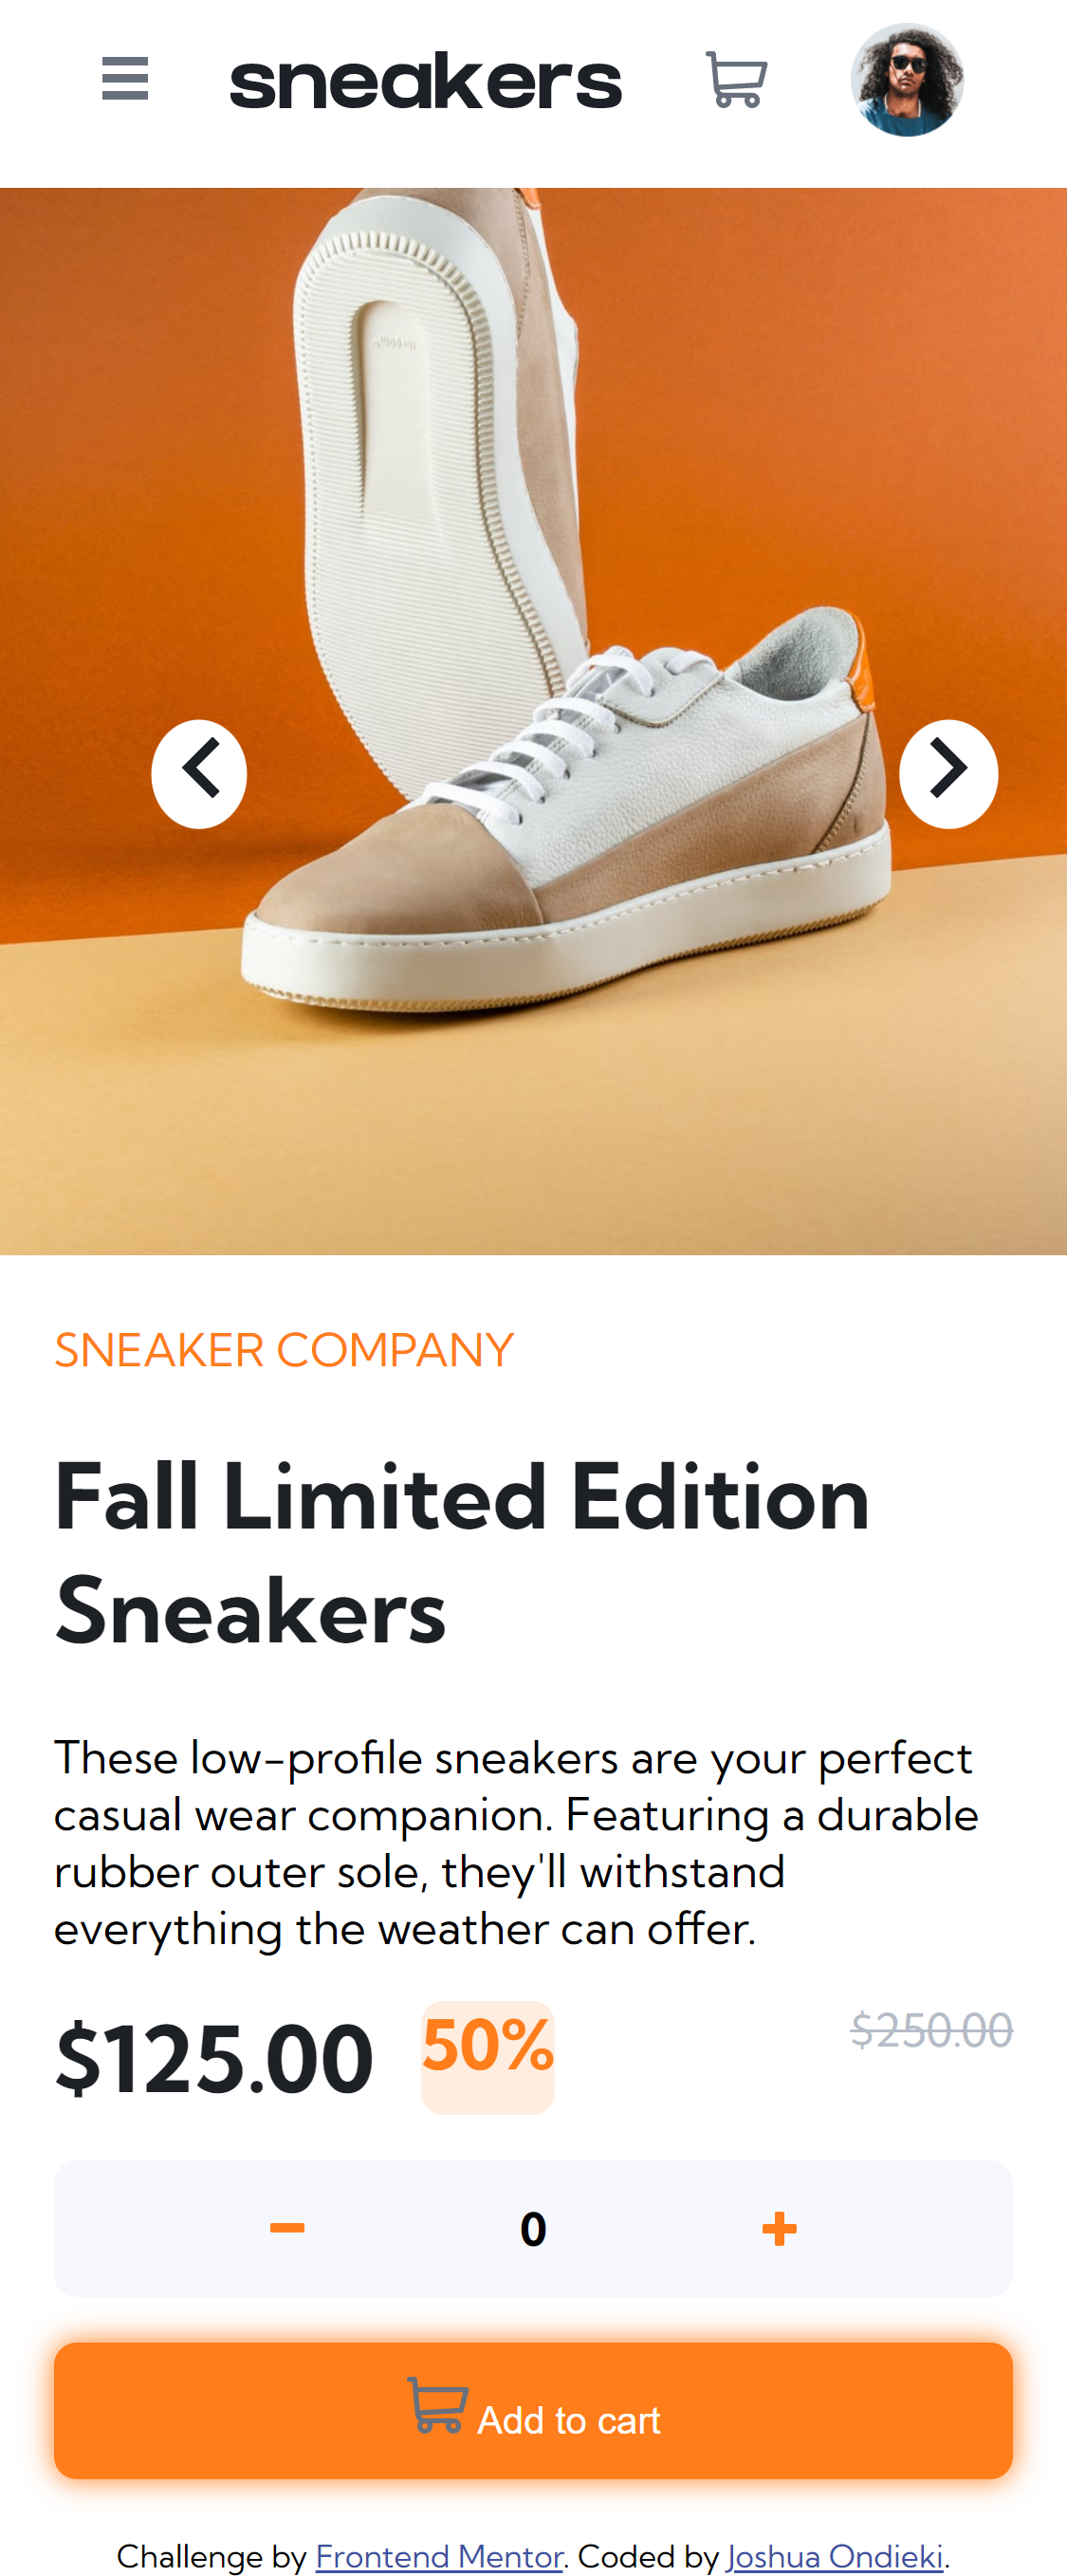 sneakers
SNEAKER COMPANY
Fall Limited Edition
Sneakers
These low-profile sneakers are your perfect
casual wear companion. Featuring a durable
rubber outer sole, they'll withstand
everything the weather can offer.
$125.00 50% $250.00
0
Add to cart
Challenge by Frontend Mentor. Coded by Joshua Ondieki.